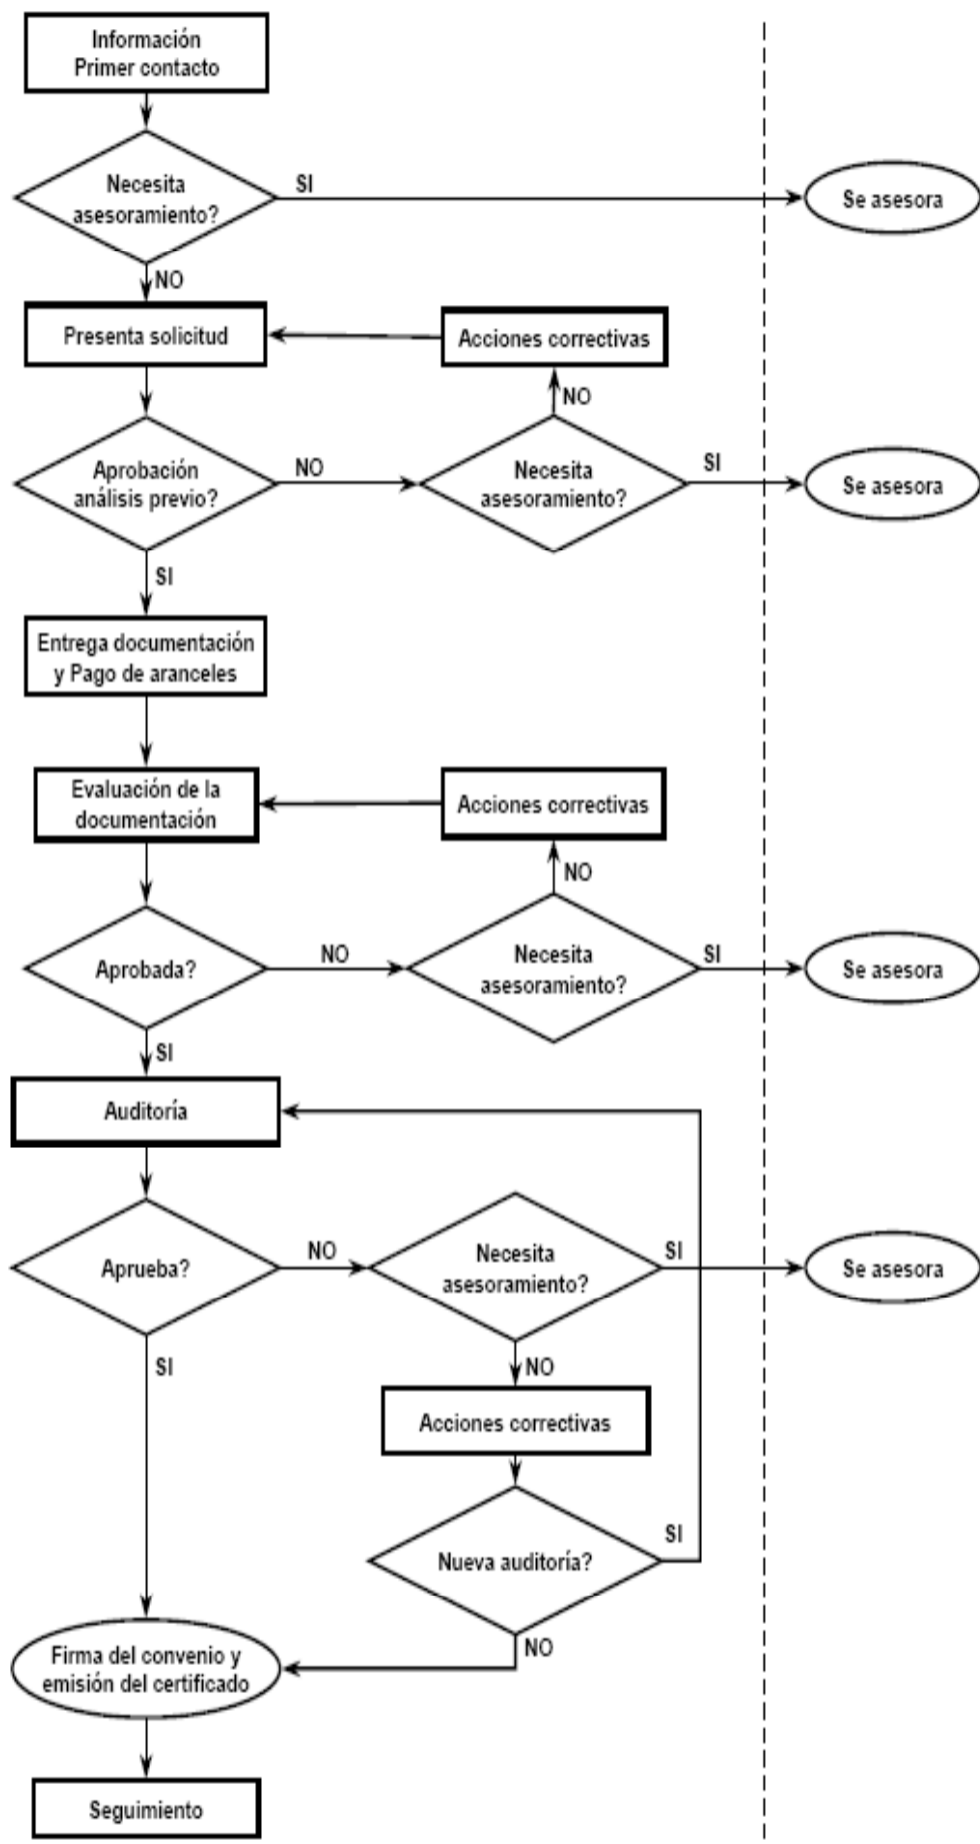 Información
Primer contacto
Necesita
asesoramiento?
SI
Se asesora
NO
Presenta solicitud
Acciones correctivas
NO
Aprobación
análisis previo?
NO
Necesita
asesoramiento?
SI
Se asesora
SI
Entrega documentación
y Pago de aranceles
Evaluación de la
documentación
Acciones correctivas
NO
Aprobada?
NO
Necesita
asesoramiento?
SI
Se asesora
SI
Auditoría
Aprueba?
NO
Necesita
asesoramiento?
SI
Se asesora
SI
NO
Acciones correctivas
Nueva auditoría?
SI
NO
Firma del convenio y
emisión del certificado
Seguimiento